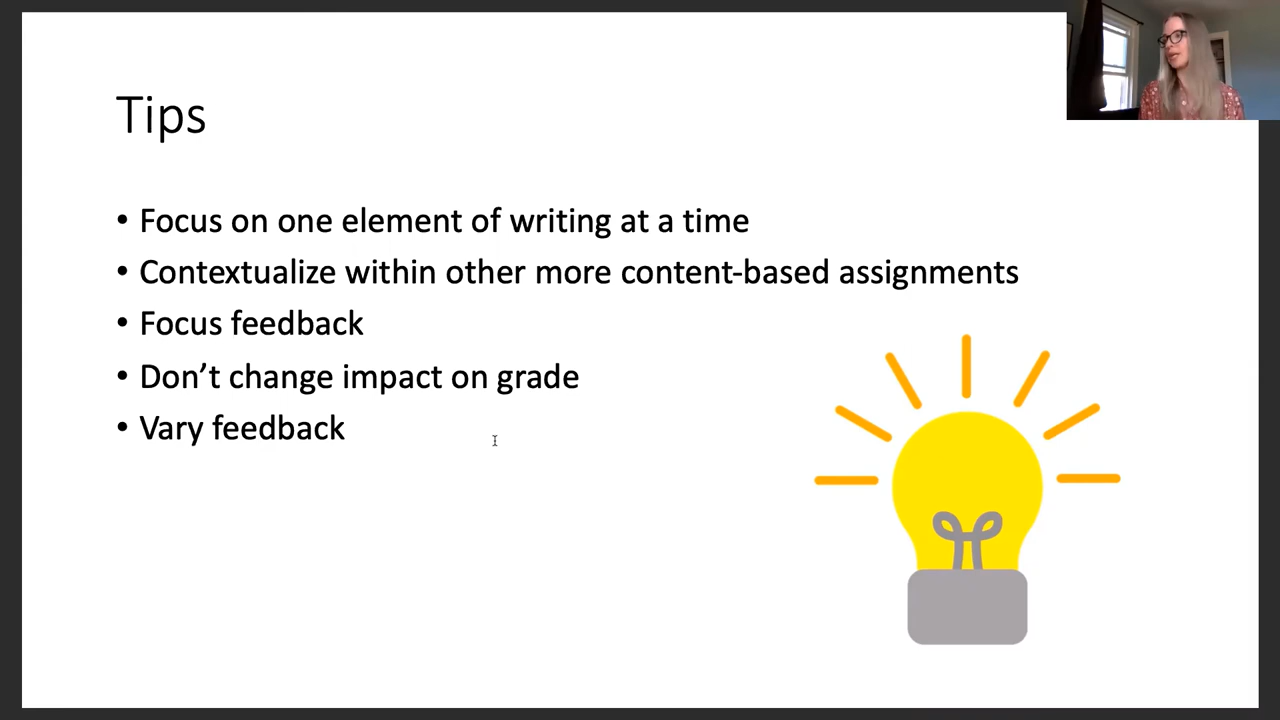 Tips
• Focus on one element of writing at a time
• Contextualize within other more content-based assignments
• Focus feedback
• Don’t change impact on grade
• Vary feedback